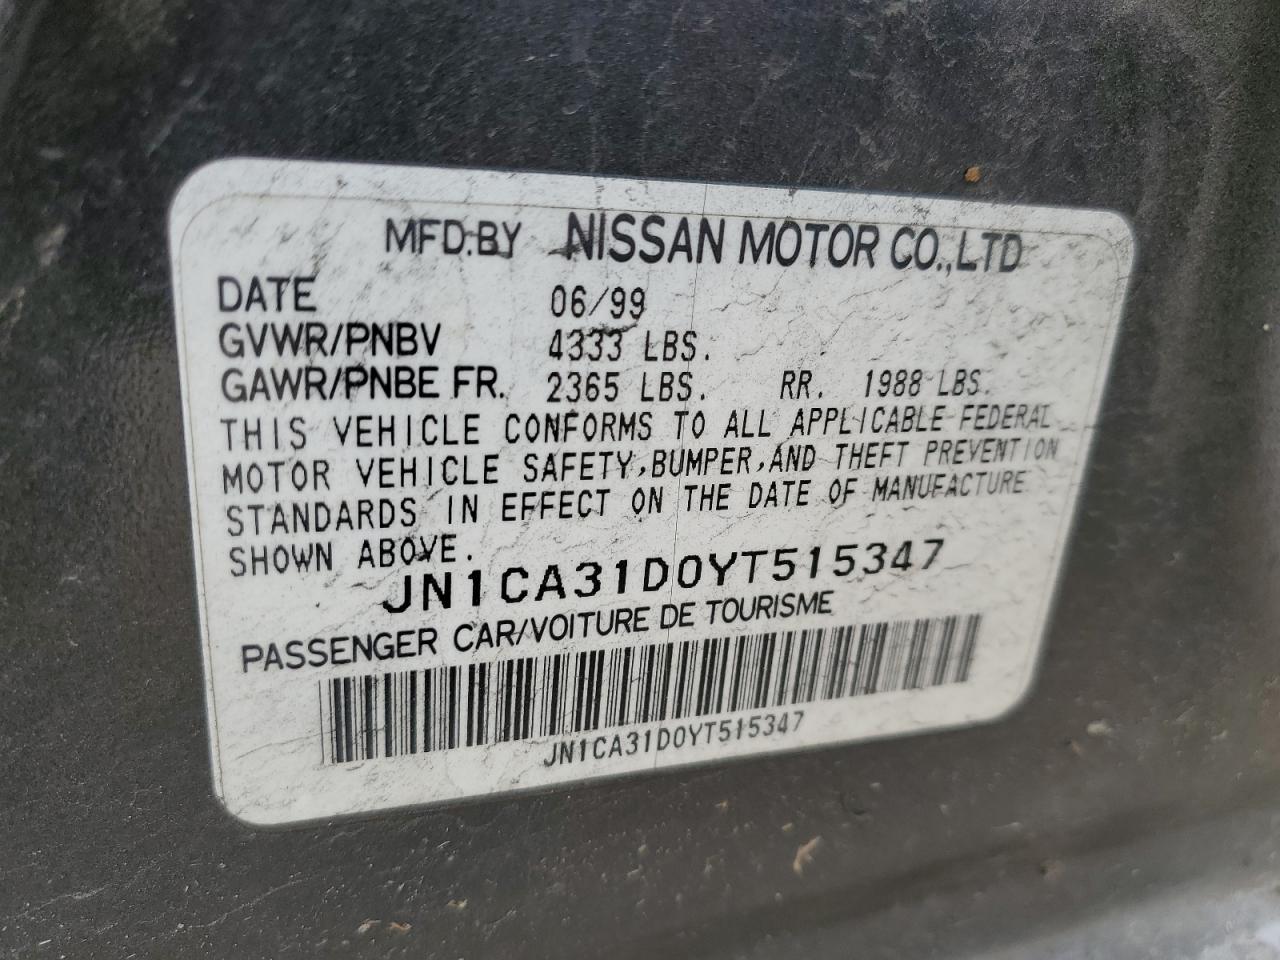 MFD.BY NISSAN MOTOR CO.,LTD
DATE 06/99
GVWR/PNBV 4333 LBS.
GAWR/PNBE FR. 2365 LBS. RR. 1988 LBS.
THIS VEHICLE CONFORMS TO ALL APPLICABLE FEDERAL
MOTOR VEHICLE SAFETY,BUMPER,AND THEFT PREVENTION
STANDARDS IN EFFECT ON THE DATE OF MANUFACTURE
SHOWN ABOVE.
JN1CA31D0YT515347
PASSENGER CAR/VOITURE DE TOURISME
JN1CA31D0YT515347